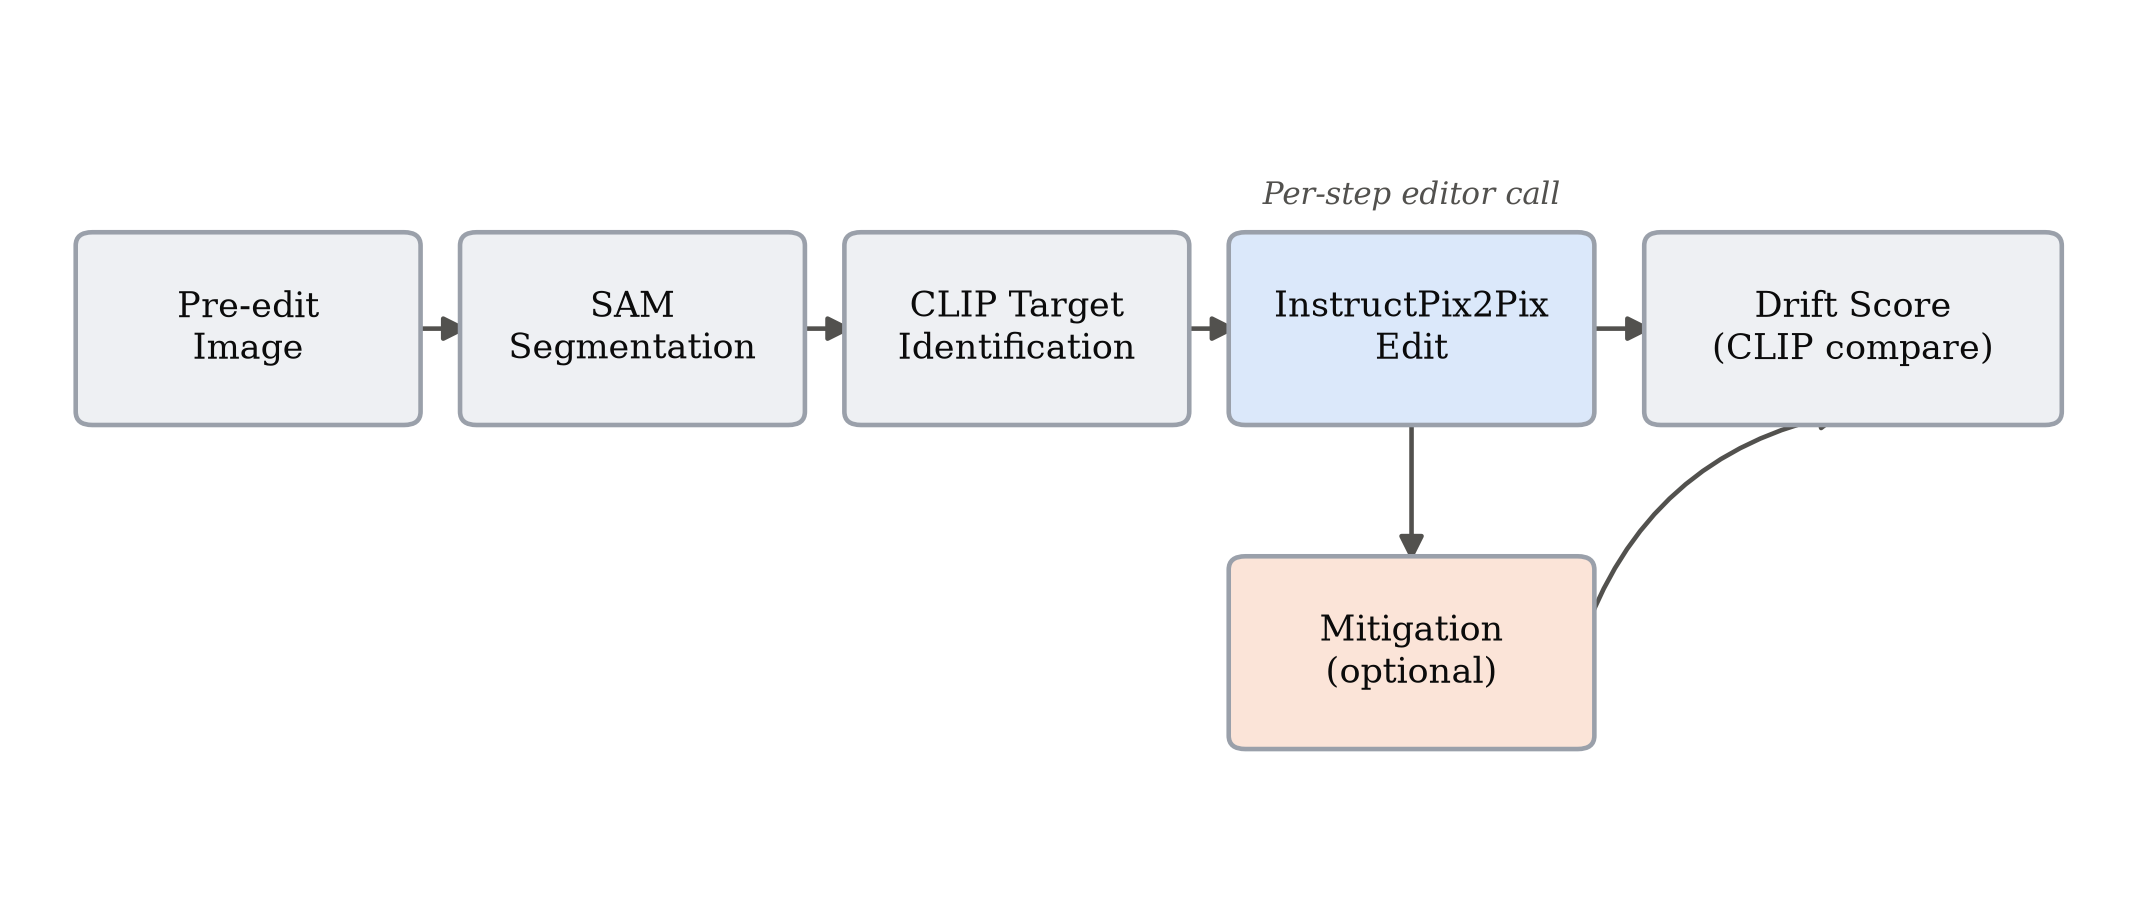 Per-step editor call
Pre-edit
Image
SAM
Segmentation
CLIP Target
Identification
InstructPix2Pix
Edit
Drift Score
(CLIP compare)
Mitigation
(optional)